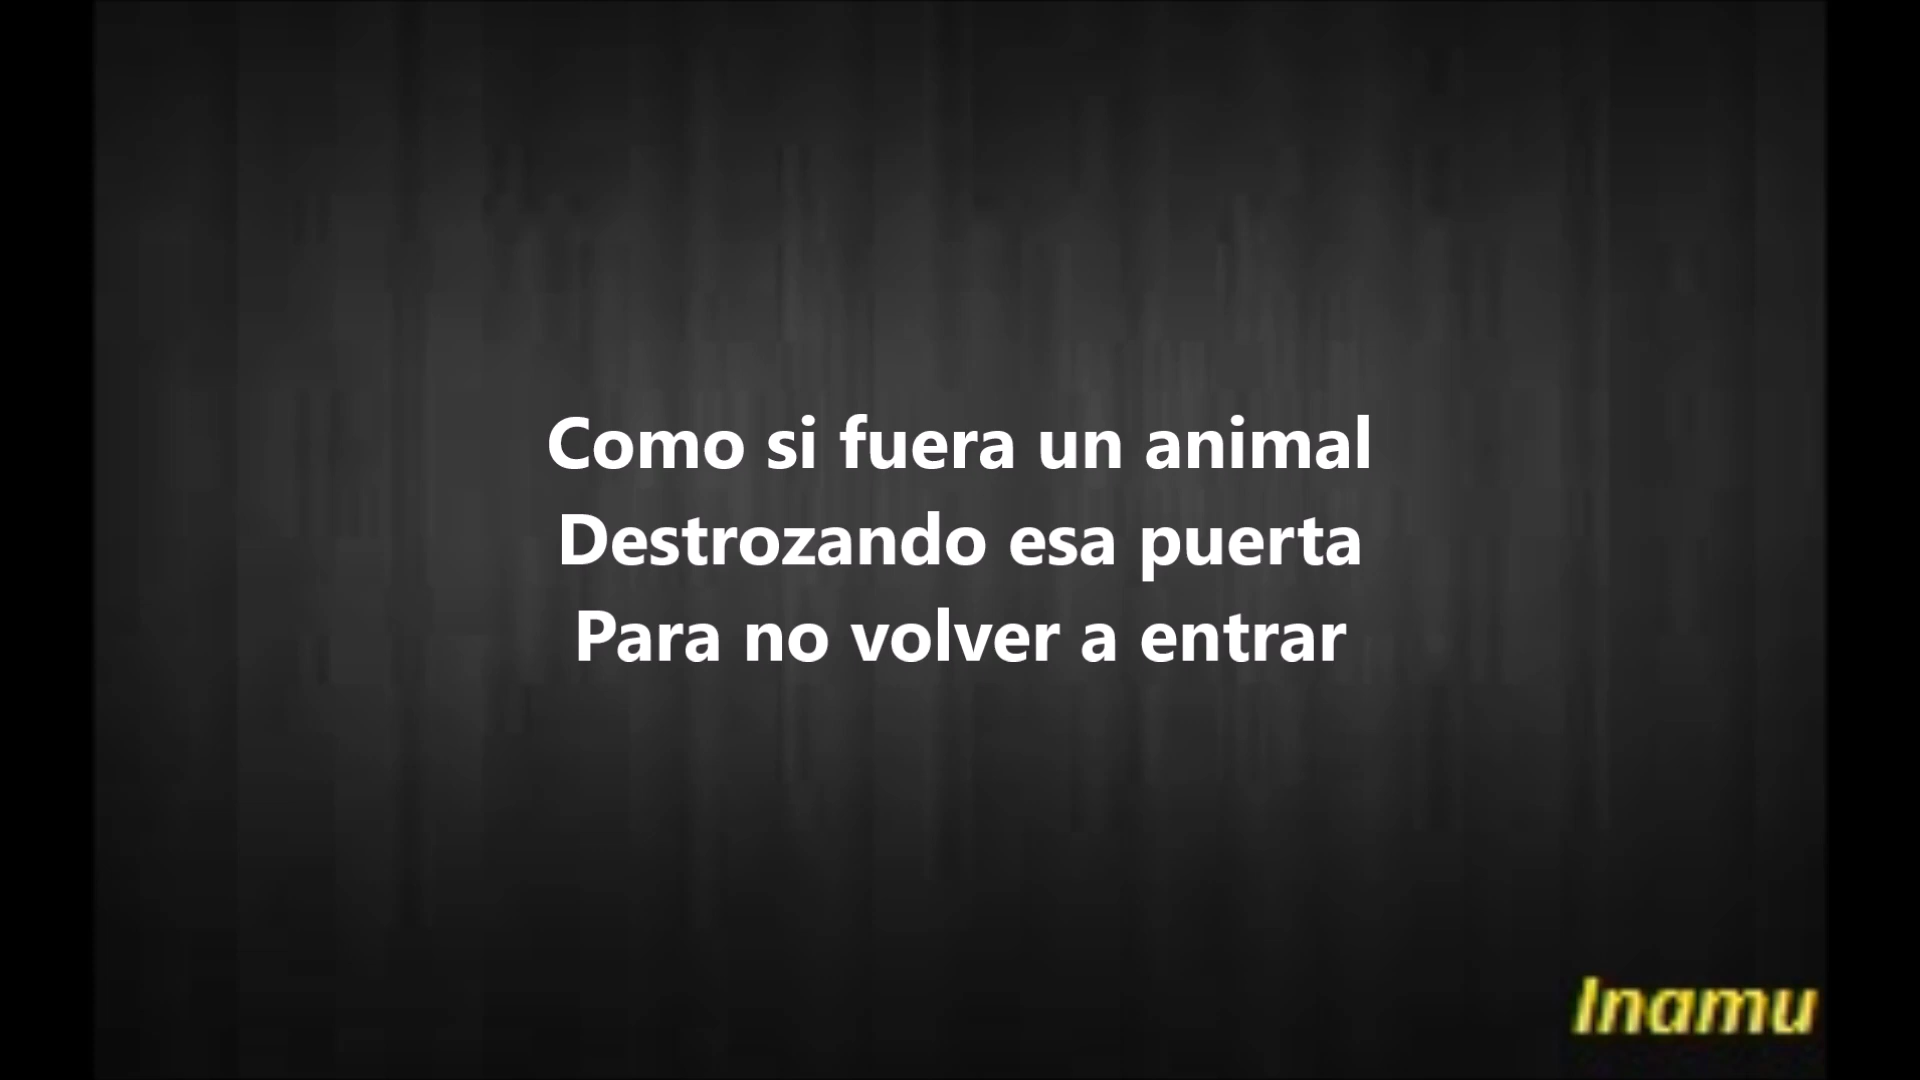 Como si fuera un animal
Destrozando esa puerta
Para no volver a entrar
Inamu